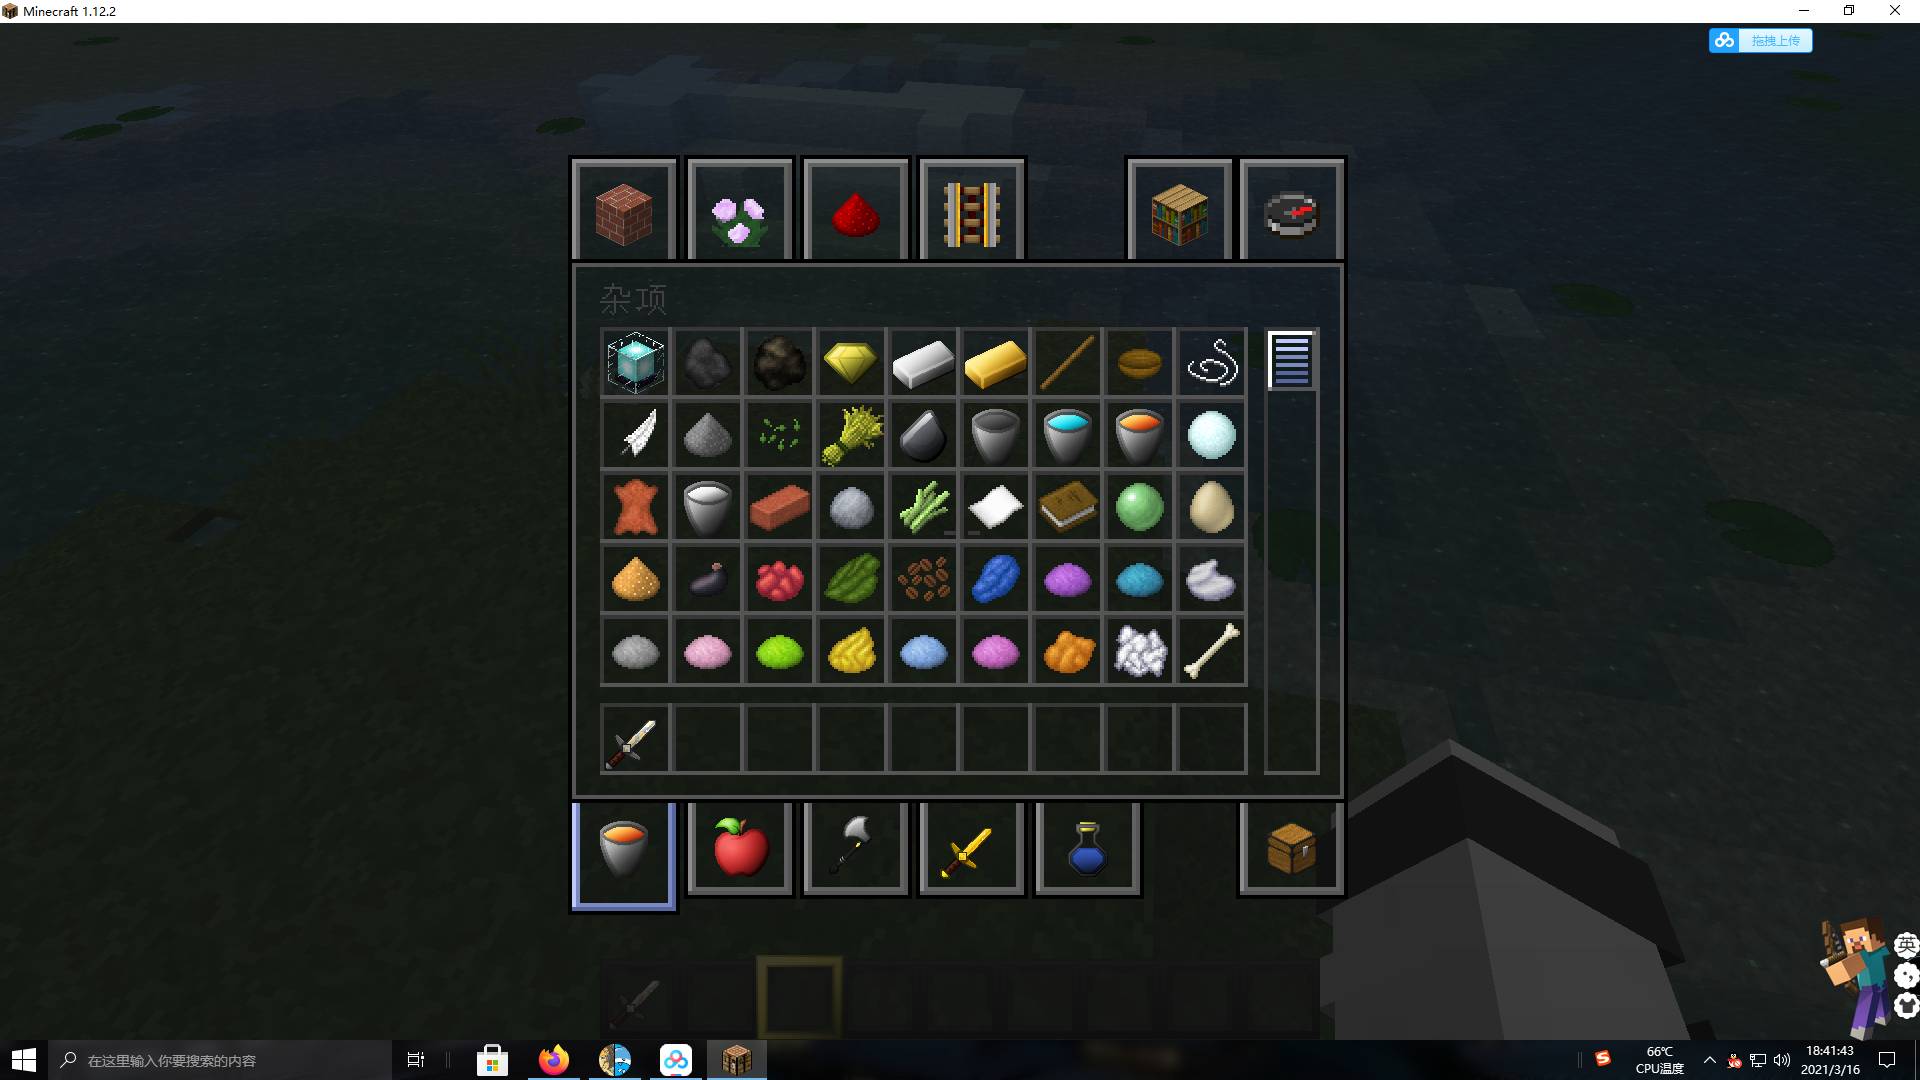 Minecraft 1.12.2
拖拽上传
杂项
英
在这里输入你要搜索的内容
66℃
CPU温度
18:41:43
2021/3/16